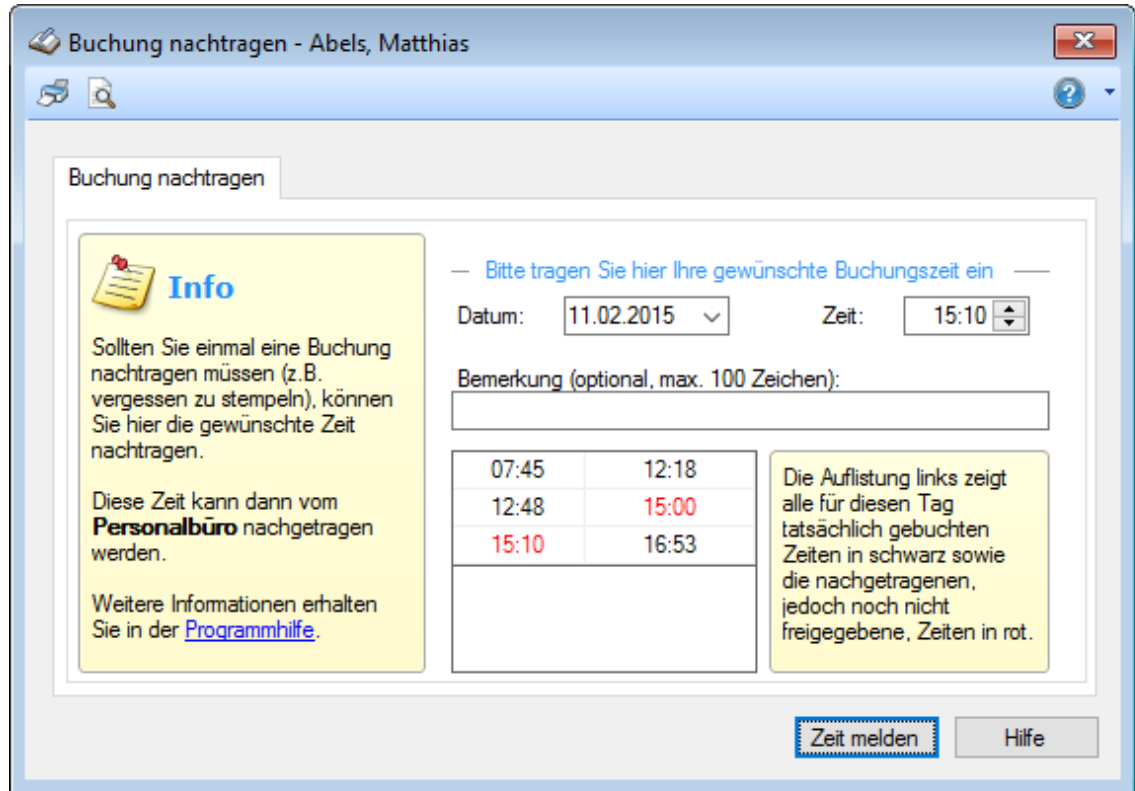 Buchung nachtragen - Abels, Matthias
Buchung nachtragen
Info
Sollten Sie einmal eine Buchung
nachtragen müssen (z.B.
vergessen zu stempeln), können
Sie hier die gewünschte Zeit
nachtragen.
Diese Zeit kann dann vom
Personalbüro nachgetragen
werden.
Weitere Informationen erhalten
Sie in der Programmhilfe.
Bitte tragen Sie hier Ihre gewünschte Buchungszeit ein
Datum: 11.02.2015 Zeit: 15:10
Bemerkung (optional, max. 100 Zeichen):
07:45 12:18
12:48 15:00
15:10 16:53
Die Auflistung links zeigt
alle für diesen Tag
tatsächlich gebuchten
Zeiten in schwarz sowie
die nachgetragenen,
jedoch noch nicht
freigegebene, Zeiten in rot.
Zeit melden Hilfe